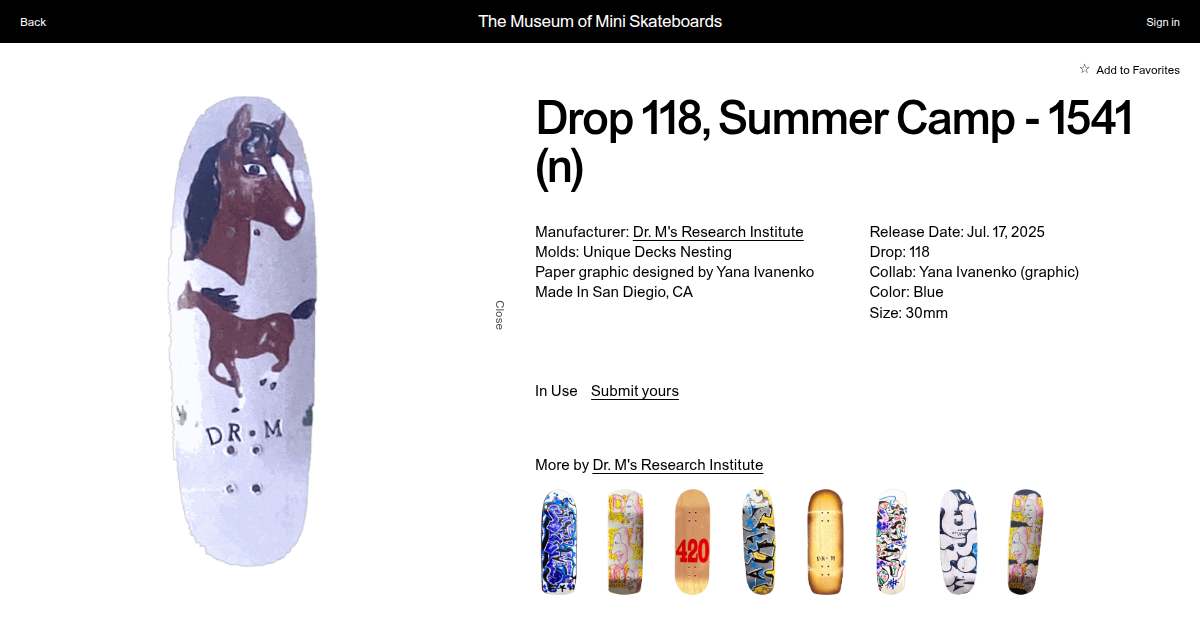 Back
The Museum of Mini Skateboards
Sign in
☆ Add to Favorites
Drop 118, Summer Camp - 1541
(n)
Manufacturer: Dr. M's Research Institute
Molds: Unique Decks Nesting
Paper graphic designed by Yana Ivanenko
Made In San Diegio, CA
Release Date: Jul. 17, 2025
Drop: 118
Collab: Yana Ivanenko (graphic)
Color: Blue
Size: 30mm
Close
DR•M
In Use Submit yours
More by Dr. M's Research Institute
420
DR•M